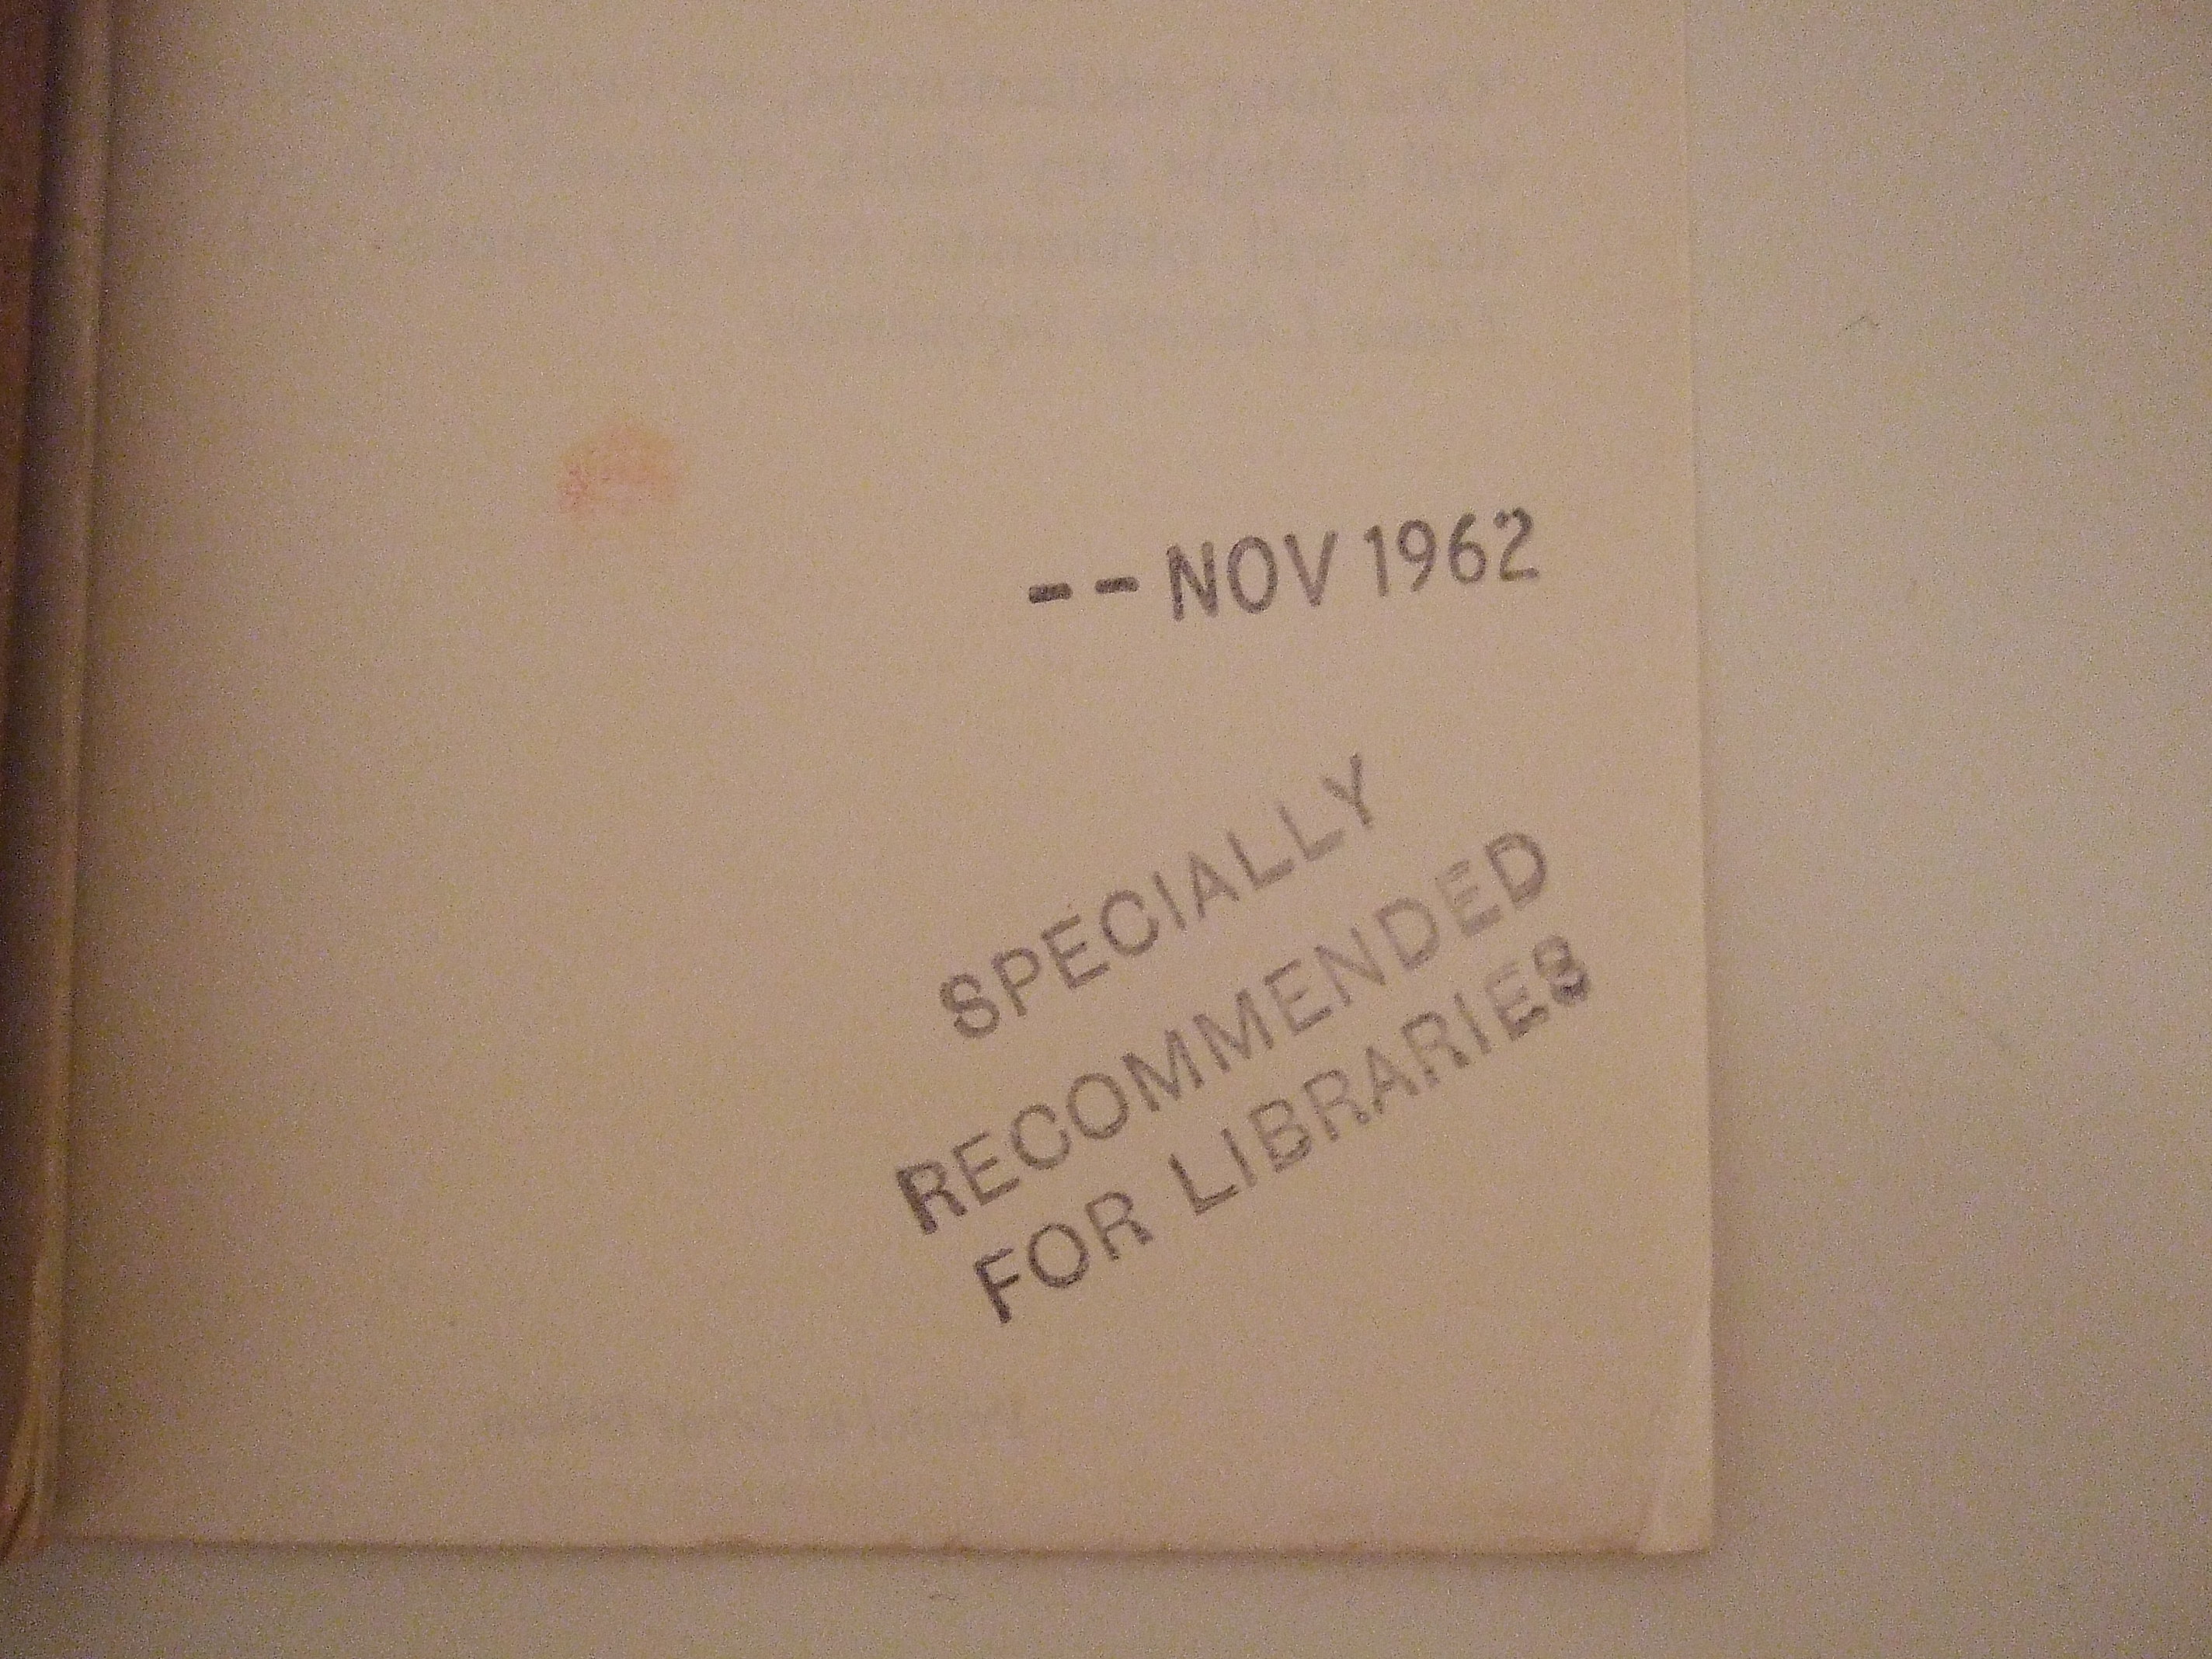 -- NOV 1962
SPECIALLY
RECOMMENDED
FOR LIBRARIES